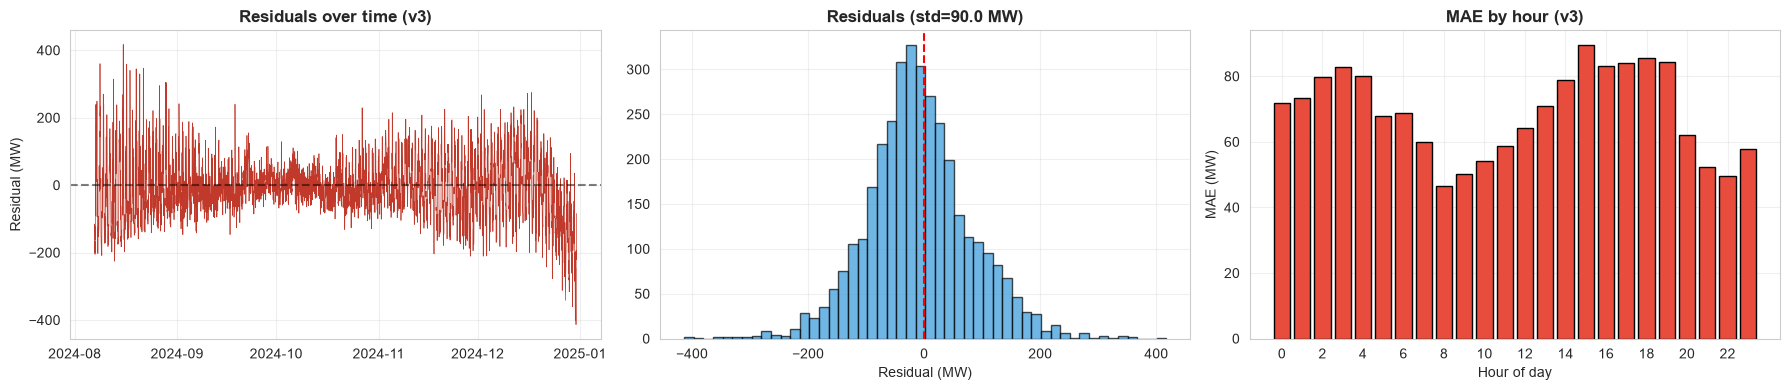 Residuals over time (v3)
Residual (MW)
400
200
0
−200
−400
2024-08 2024-09 2024-10 2024-11 2024-12 2025-01
Residuals (std=90.0 MW)
300
250
200
150
100
50
0
−400 −200 0 200 400
Residual (MW)
MAE by hour (v3)
MAE (MW)
80
60
40
20
0
0 2 4 6 8 10 12 14 16 18 20 22
Hour of day